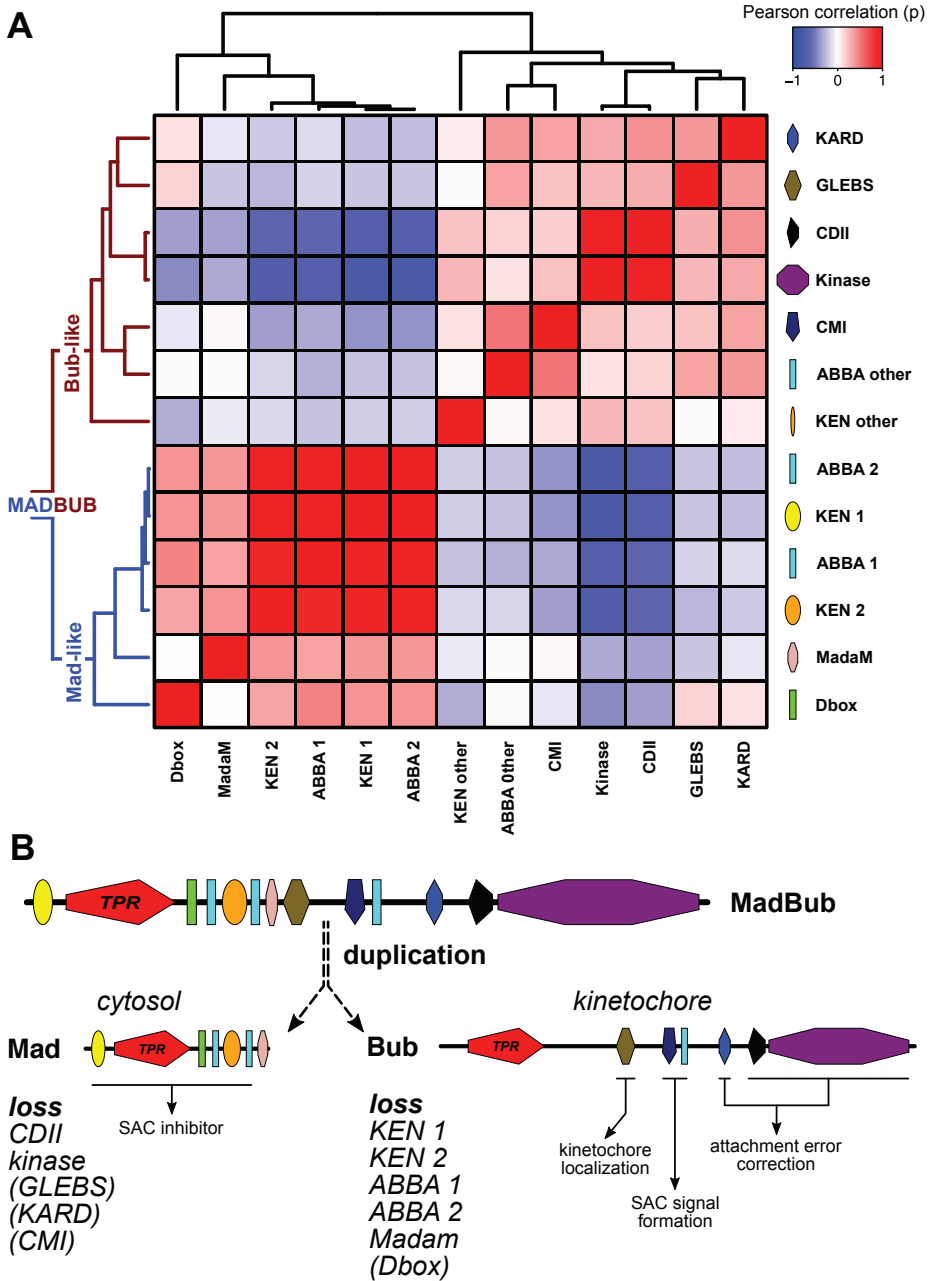 A
Pearson correlation (p)
−1 0 1
KARD
GLEBS
CDII
Kinase
CMI
ABBA other
KEN other
ABBA 2
KEN 1
ABBA 1
KEN 2
MadaM
Dbox
Bub-like
MADBUB
Mad-like
Dbox
MadaM
KEN 2
ABBA 1
KEN 1
ABBA 2
KEN other
ABBA 0ther
CMI
Kinase
CDII
GLEBS
KARD
B
TPR
MadBub
duplication
cytosol
kinetochore
Mad
TPR
Bub
TPR
loss
CDII
kinase
(GLEBS)
(KARD)
(CMI)
SAC inhibitor
loss
KEN 1
KEN 2
ABBA 1
ABBA 2
Madam
(Dbox)
kinetochore
localization
SAC signal
formation
attachment error
correction